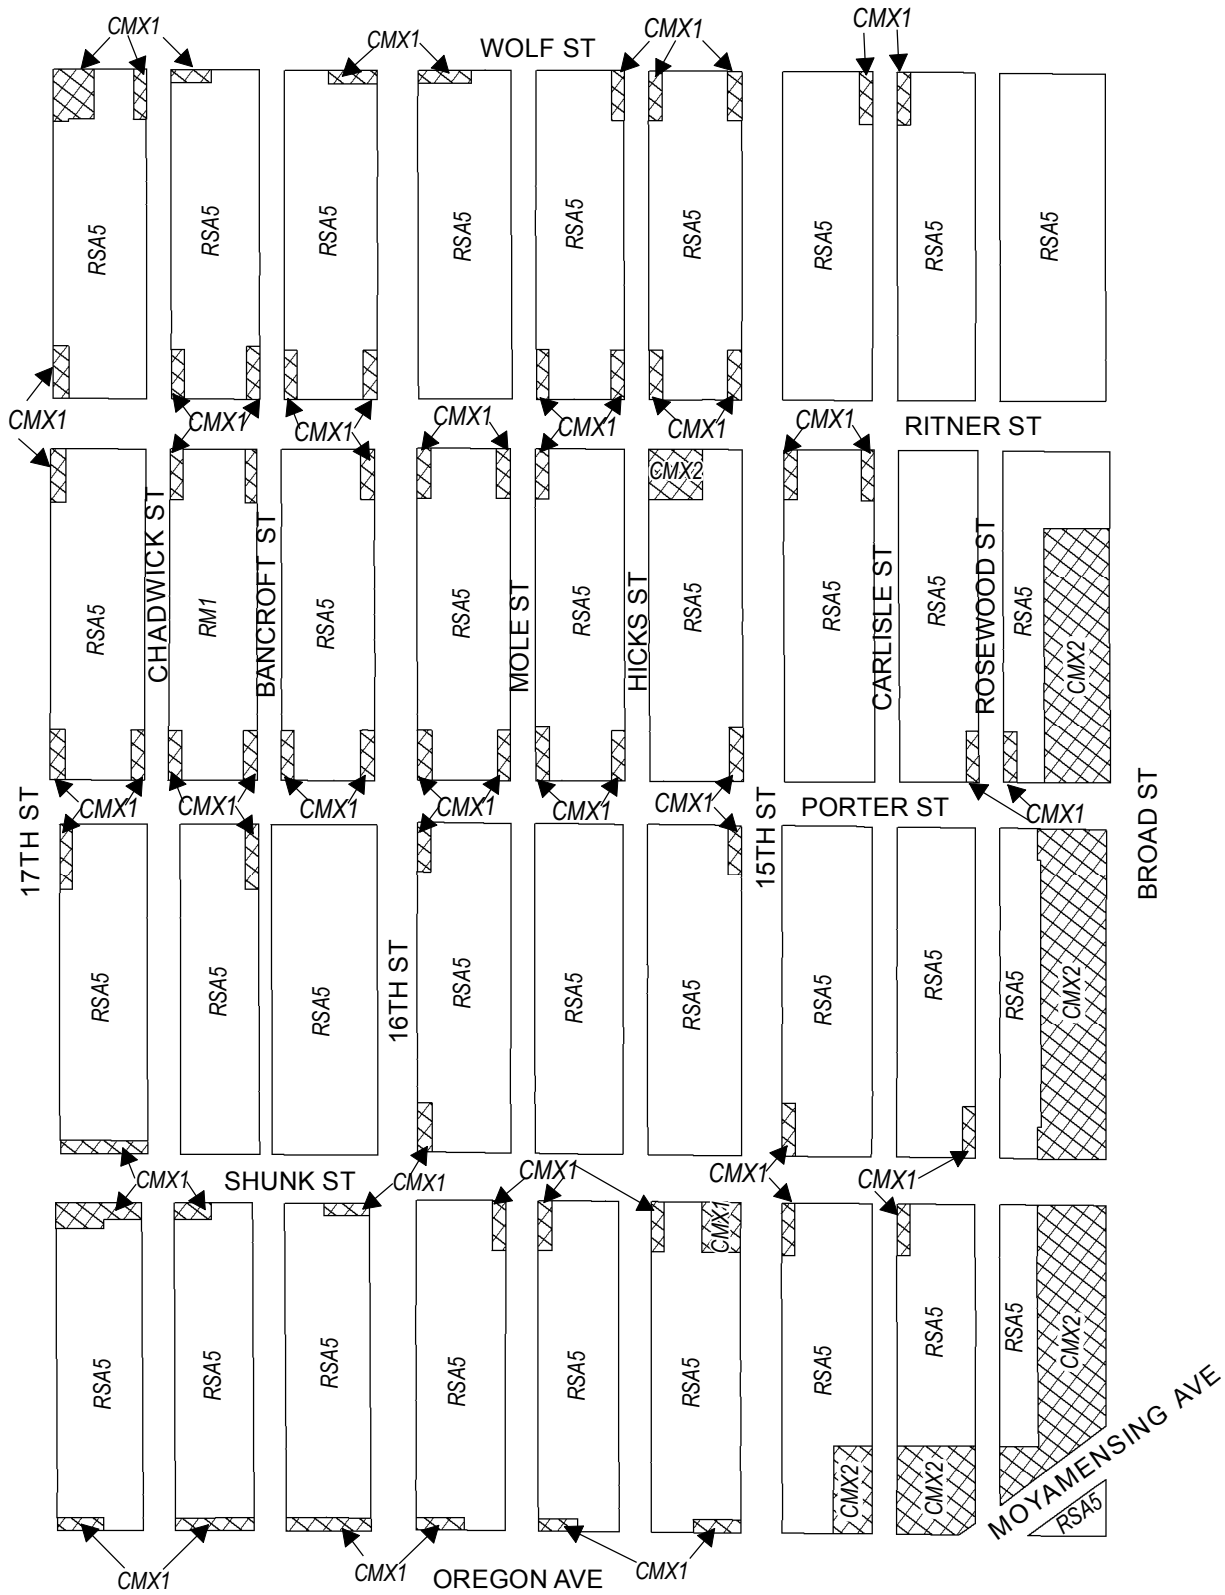 CMX1
CMX1
WOLF ST
CMX1
CMX1
RSA5
RSA5
RSA5
RSA5
RSA5
RSA5
RSA5
RSA5
RSA5
CMX1
CMX1
CMX1
CMX1
CMX1
CMX1
CMX1
RITNER ST
CMX2
RSA5
CHADWICK ST
RM1
BANCROFT ST
RSA5
RSA5
MOLE ST
RSA5
HICKS ST
RSA5
RSA5
CARLISLE ST
RSA5
ROSEWOOD ST
RSA5
CMX2
17TH ST
CMX1
CMX1
CMX1
CMX1
CMX1
CMX1
15TH ST
PORTER ST
CMX1
BROAD ST
RSA5
RSA5
RSA5
16TH ST
RSA5
RSA5
RSA5
RSA5
RSA5
RSA5
CMX2
CMX1
SHUNK ST
CMX1
CMX1
CMX1
CMX1
CMX1
RSA5
RSA5
RSA5
RSA5
RSA5
RSA5
RSA5
RSA5
RSA5
CMX2
CMX2
CMX2
MOYAMENSING AVE
RSA5
CMX1
CMX1
OREGON AVE
CMX1